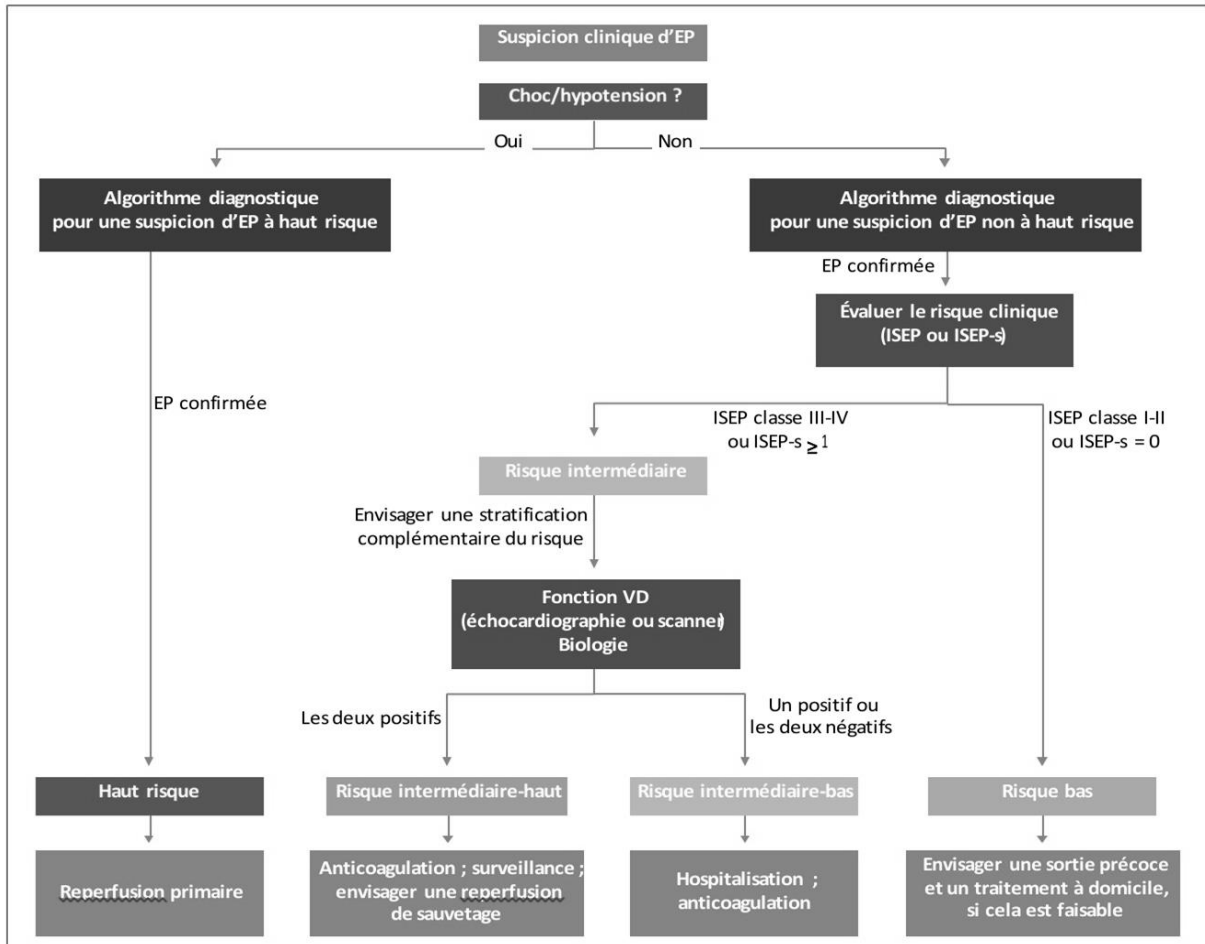 Suspicion clinique d’EP
Choc/hypotension ?
Oui
Non
Algorithme diagnostique
pour une suspicion d’EP à haut risque
Algorithme diagnostique
pour une suspicion d’EP non à haut risque
EP confirmée
Évaluer le risque clinique
(ISEP ou ISEP-s)
EP confirmée
ISEP classe III-IV
ou ISEP-s ≥ 1
ISEP classe I-II
ou ISEP-s = 0
Risque intermédiaire
Envisager une stratification
complémentaire du risque
Fonction VD
(échocardiographie ou scanner)
Biologie
Les deux positifs
Un positif ou
les deux négatifs
Haut risque
Risque intermédiaire-haut
Risque intermédiaire-bas
Risque bas
Reperfusion primaire
Anticoagulation ; surveillance ;
envisager une reperfusion
de sauvetage
Hospitalisation ;
anticoagulation
Envisager une sortie précoce
et un traitement à domicile,
si cela est faisable